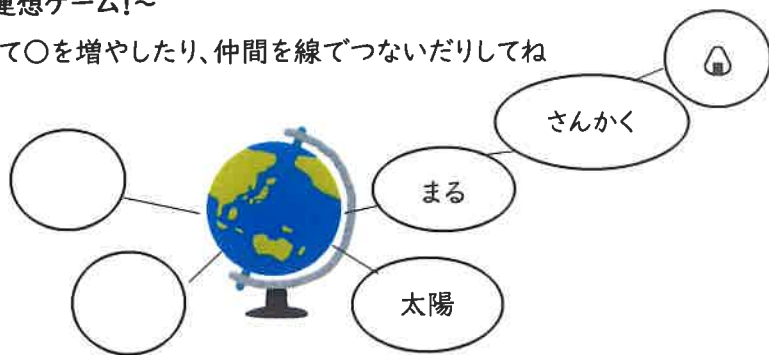 連想ゲーム!~
て○を増やしたり、仲間を線でつないだりしてね
さんかく
まる
太陽